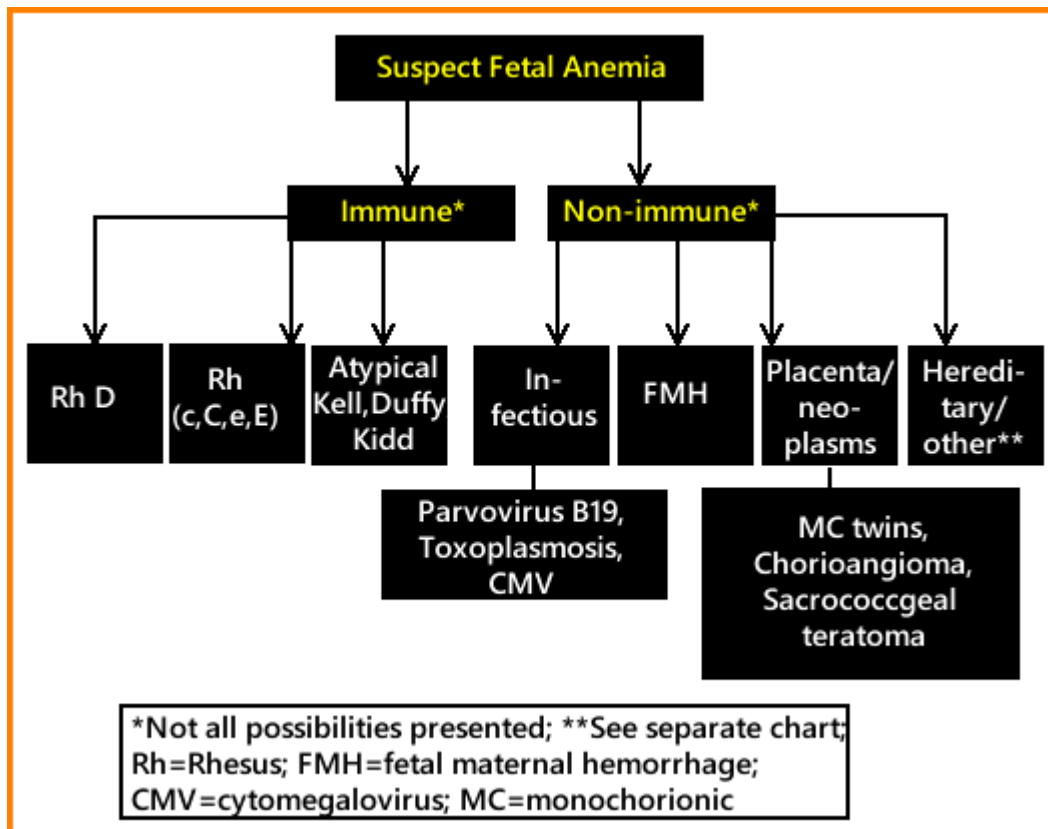 Suspect Fetal Anemia
Immune*
Non-immune*
Rh D
Rh
(c,C,e,E)
Atypical
Kell,Duffy
Kidd
In-
fectious
FMH
Placenta/
neo-
plasms
Heredi-
tary/
other**
Parvovirus B19,
Toxoplasmosis,
CMV
MC twins,
Chorioangioma,
Sacrococcgeal
teratoma
*Not all possibilities presented; **See separate chart;
Rh=Rhesus; FMH=fetal maternal hemorrhage;
CMV=cytomegalovirus; MC=monochorionic